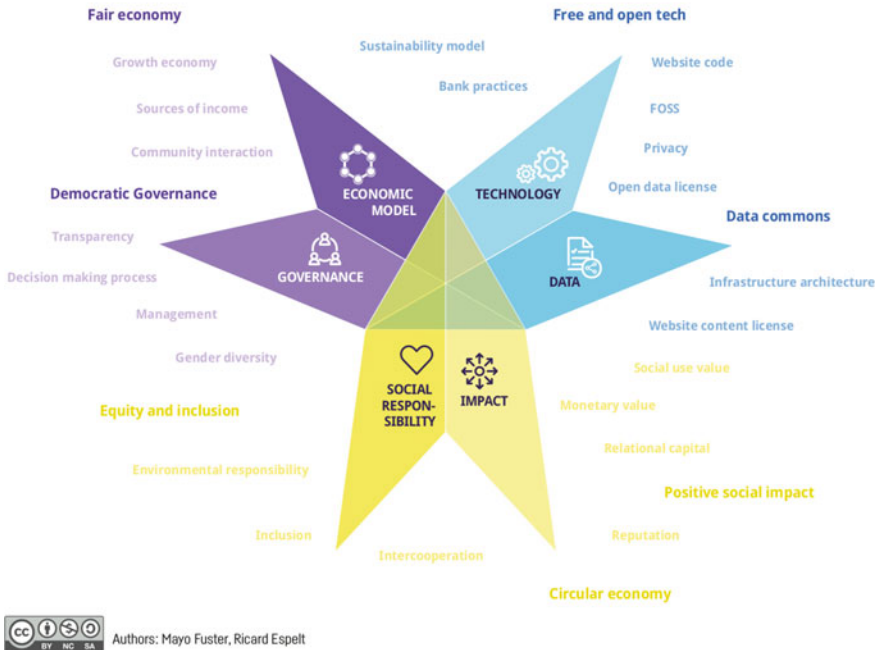 Fair economy
Free and open tech
Sustainability model
Growth economy
Website code
Bank practices
Sources of income
FOSS
Community interaction
Privacy
ECONOMIC
MODEL
TECHNOLOGY
Open data license
Democratic Governance
Data commons
Transparency
Decision making process
GOVERNANCE
DATA
Infrastructure architecture
Management
Website content license
Gender diversity
Social use value
SOCIAL
RESPON-
SIBILITY
IMPACT
Equity and inclusion
Monetary value
Relational capital
Environmental responsibility
Positive social impact
Inclusion
Reputation
Intercooperation
Circular economy
cc
BY NC SA
Authors: Mayo Fuster, Ricard Espelt